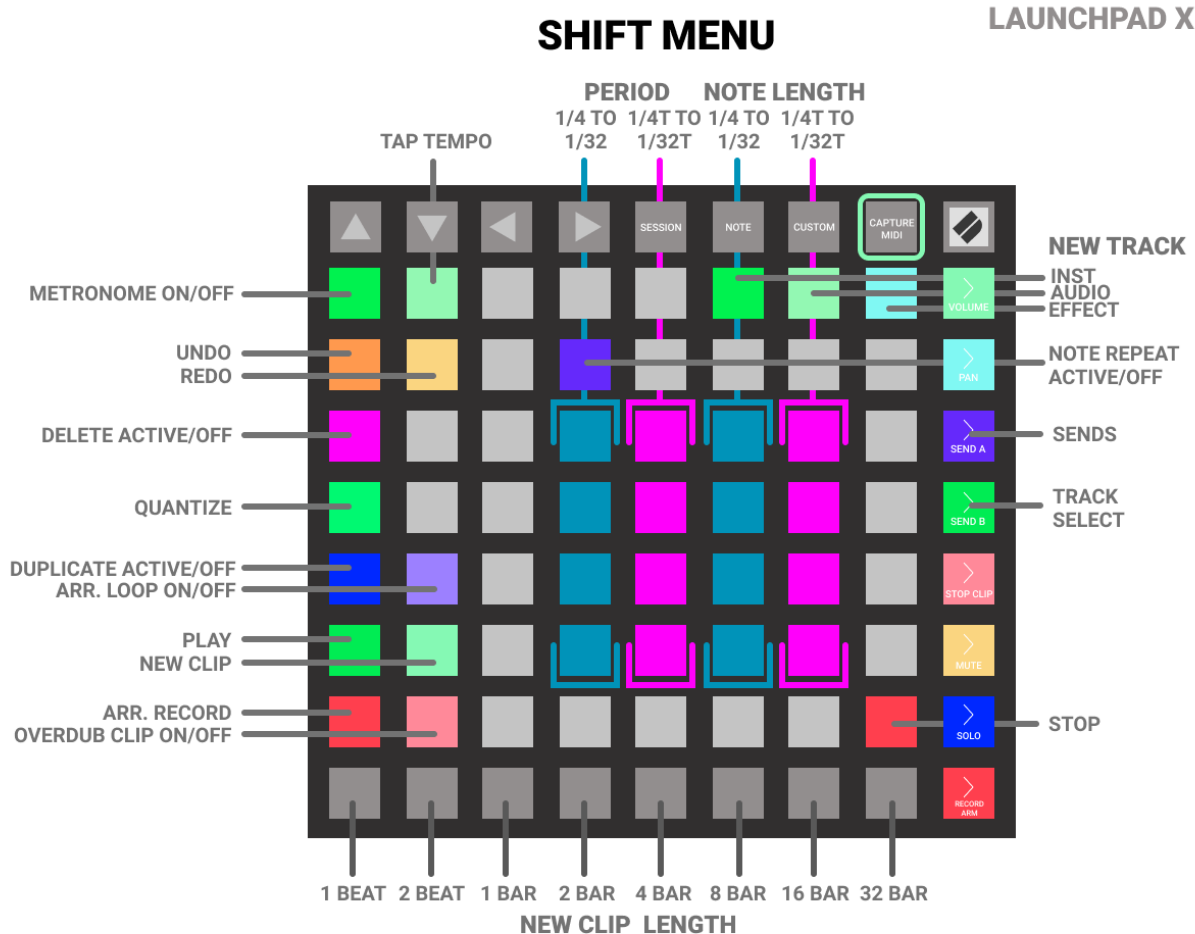 LAUNCHPAD X
SHIFT MENU
PERIOD
NOTE LENGTH
1/4 TO
1/32
1/4T TO
1/32T
1/4 TO
1/32
1/4T TO
1/32T
TAP TEMPO
SESSION
NOTE
CUSTOM
CAPTURE
MIDI
NEW TRACK
INST
AUDIO
EFFECT
METRONOME ON/OFF
VOLUME
UNDO
REDO
PAN
NOTE REPEAT
ACTIVE/OFF
DELETE ACTIVE/OFF
SEND A
SENDS
QUANTIZE
SEND B
TRACK
SELECT
DUPLICATE ACTIVE/OFF
ARR. LOOP ON/OFF
STOP CLIP
PLAY
NEW CLIP
MUTE
ARR. RECORD
OVERDUB CLIP ON/OFF
SOLO
STOP
RECORD
ARM
1 BEAT
2 BEAT
1 BAR
2 BAR
4 BAR
8 BAR
16 BAR
32 BAR
NEW CLIP LENGTH